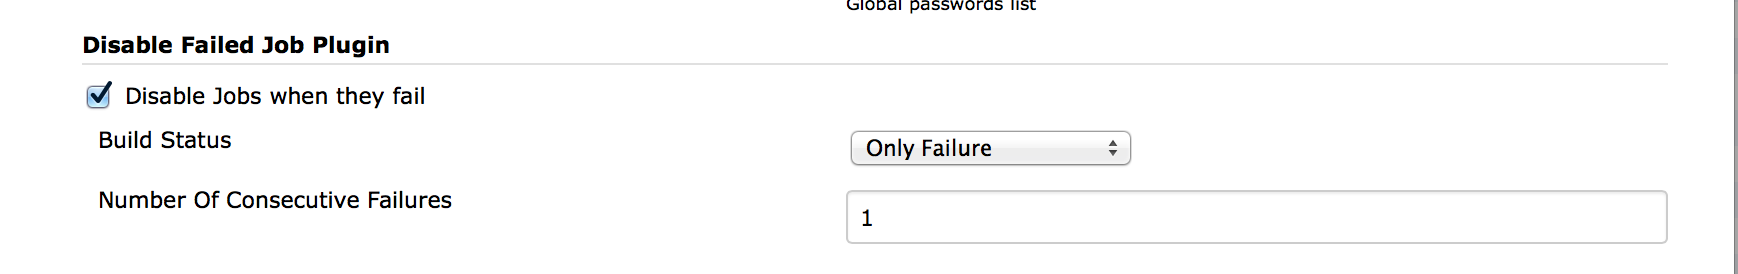 Global passwords list
Disable Failed Job Plugin
Disable Jobs when they fail
Build Status
Only Failure
Number Of Consecutive Failures
1